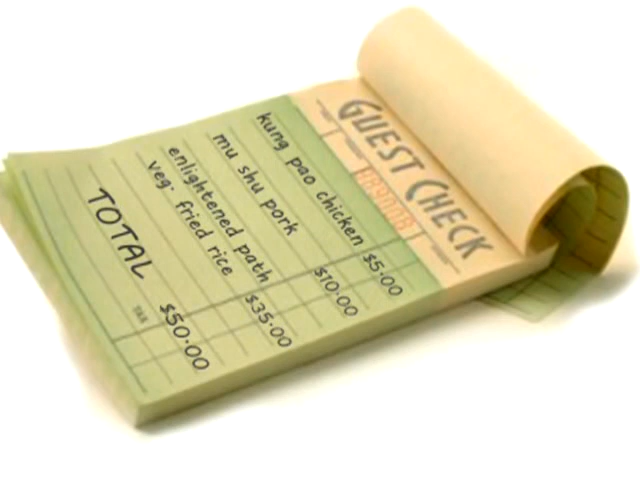 GUEST CHECK
kung pao chicken $5.00
mu shu pork $10.00
enlightened path
veg. fried rice $35.00
TOTAL $50.00
TAX